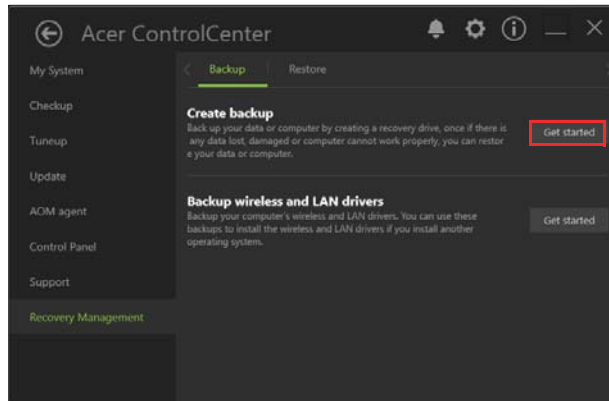 Acer ControlCenter
My System
Checkup
Tuneup
Update
AOM agent
Control Panel
Support
Recovery Management
Backup
Restore
Create backup
Back up your data or computer by creating a recovery drive, once if there is
any data lost, damaged or computer cannot work properly, you can restor
e your data or computer.
Get started
Backup wireless and LAN drivers
Backup your computer's wireless and LAN drivers. You can use these
backups to install the wireless and LAN drivers if you install another
operating system.
Get started